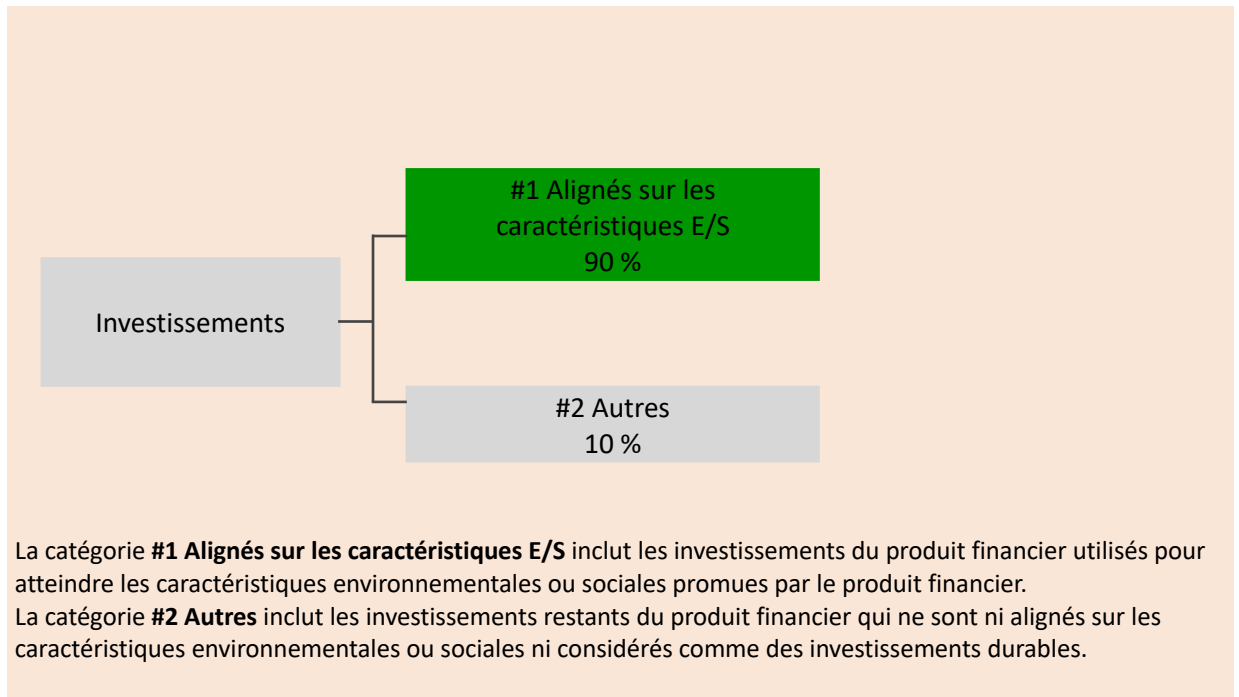 #1 Alignés sur les
caractéristiques E/S
90 %
Investissements
#2 Autres
10 %
La catégorie #1 Alignés sur les caractéristiques E/S inclut les investissements du produit financier utilisés pour
atteindre les caractéristiques environnementales ou sociales promues par le produit financier.
La catégorie #2 Autres inclut les investissements restants du produit financier qui ne sont ni alignés sur les
caractéristiques environnementales ou sociales ni considérés comme des investissements durables.